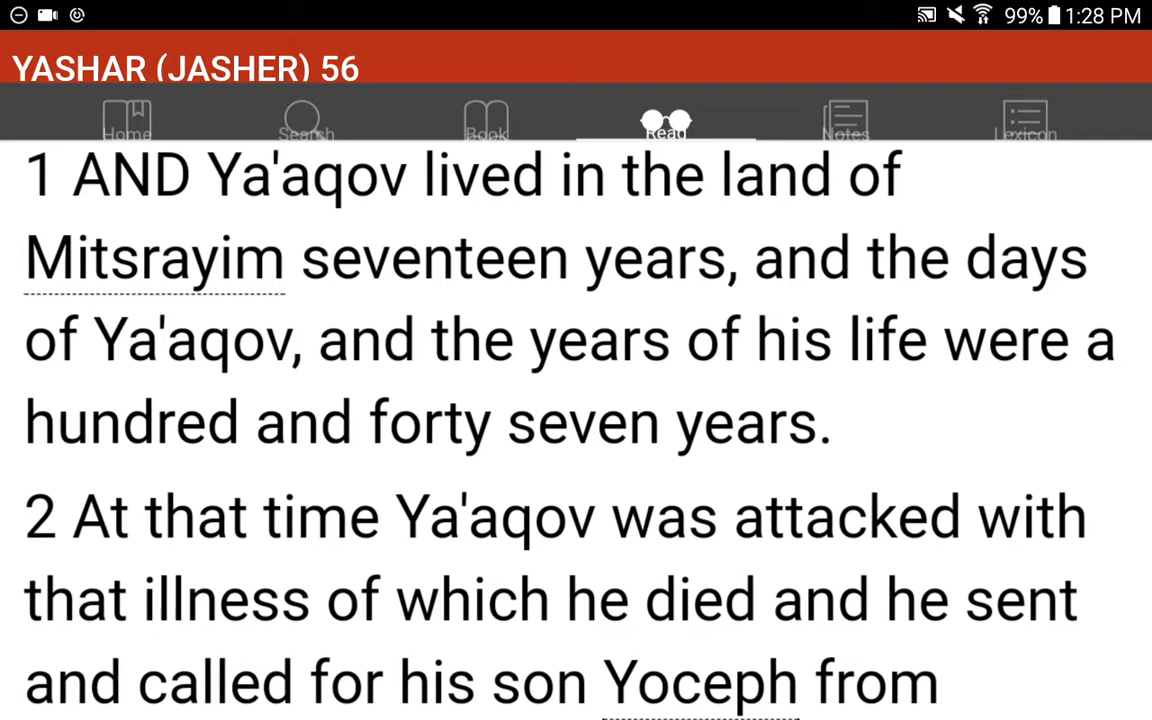 99% 1:28 PM
YASHAR (JASHER) 56
Home Search Book Read Notes Lexicon
1 AND Ya'aqov lived in the land of
Mitsrayim seventeen years, and the days
of Ya'aqov, and the years of his life were a
hundred and forty seven years.
2 At that time Ya'aqov was attacked with
that illness of which he died and he sent
and called for his son Yoceph from